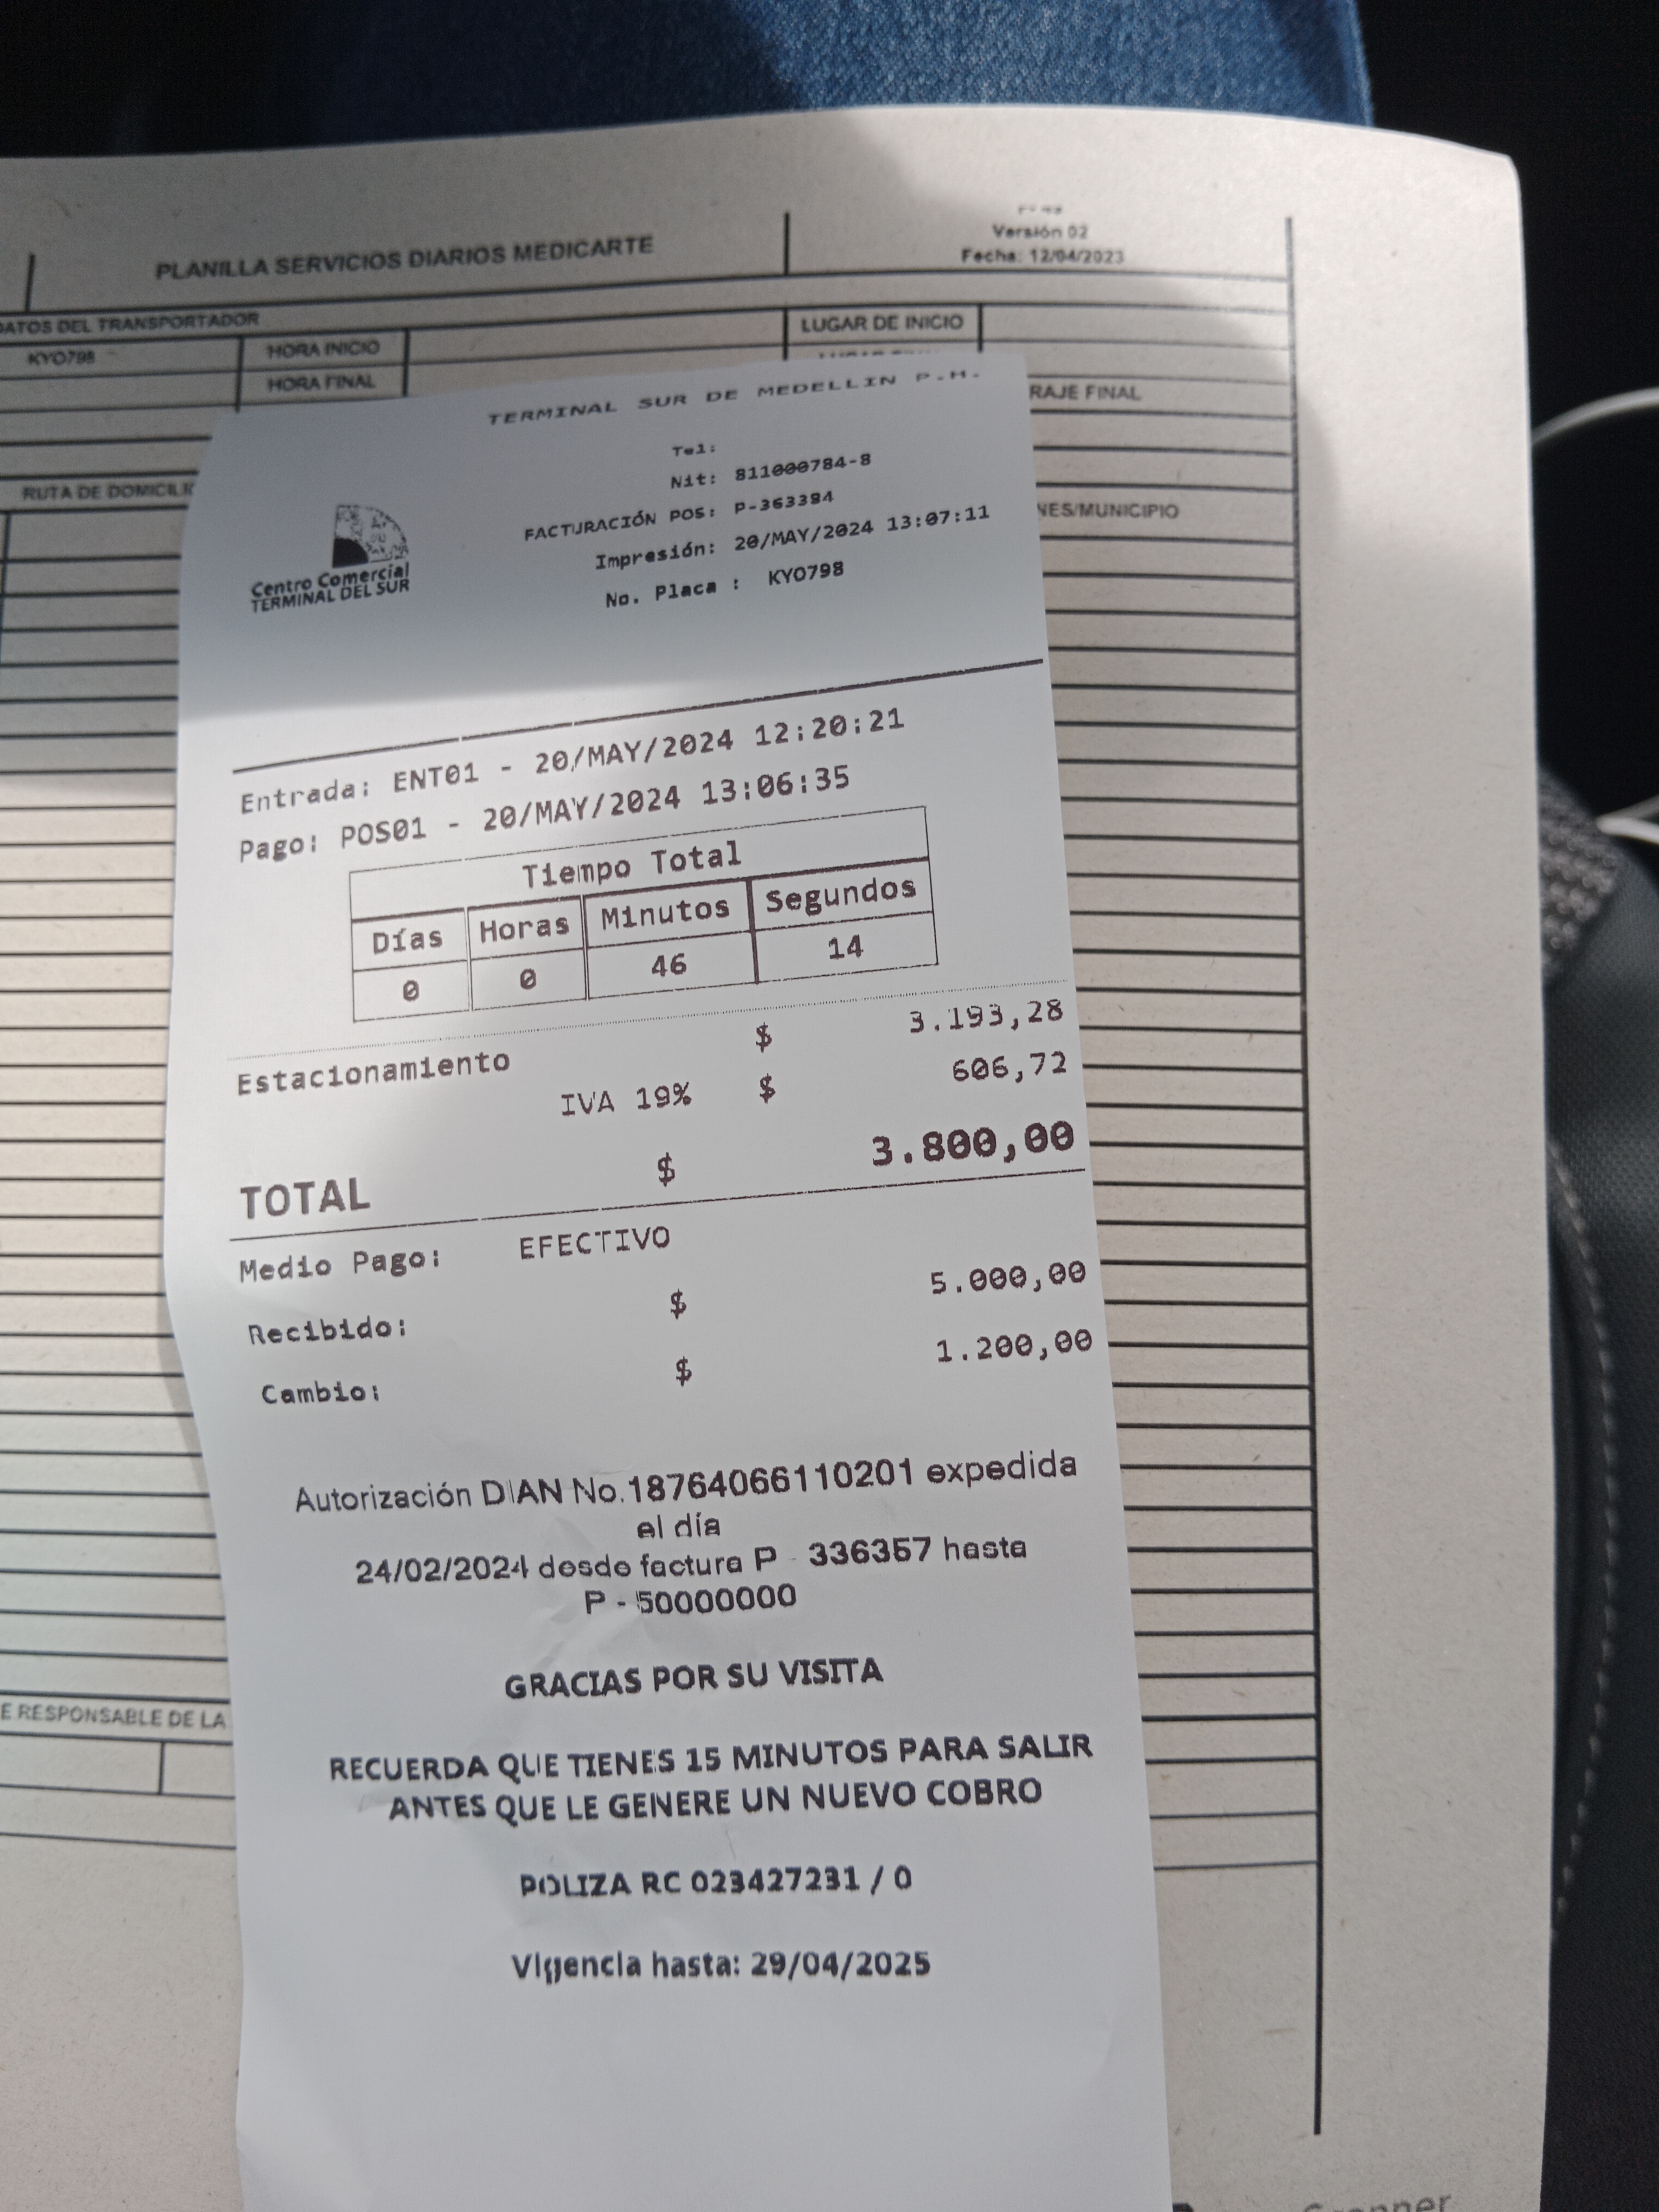 Versión 02
PLANILLA SERVICIOS DIARIOS MEDICARTE
Fecha: 12/04/2023
DATOS DEL TRANSPORTADOR
LUGAR DE INICIO
KYO798
HORA INICIO
HORA FINAL
RAJE FINAL
RUTA DE DOMICILI
NES/MUNICIPIO
TERMINAL SUR DE MEDELLIN P.H.
Tel:
Nit: 811000784-8
FACTURACIÓN POS: P-363384
Impresión: 20/MAY/2024 13:07:11
No. Placa : KYO798
Centro Comercial
TERMINAL DEL SUR
Entrada: ENT01 - 20/MAY/2024 12:20:21
Pago: POS01 - 20/MAY/2024 13:06:35
Tiempo Total
Días Horas Minutos Segundos
0 0 46 14
Estacionamiento $ 3.193,28
IVA 19% $ 606,72
TOTAL $ 3.800,00
Medio Pago: EFECTIVO
Recibido: $ 5.000,00
Cambio: $ 1.200,00
Autorización DIAN No.18764066110201 expedida
el día
24/02/2024 desde factura P - 336357 hasta
P - 50000000
GRACIAS POR SU VISITA
RECUERDA QUE TIENES 15 MINUTOS PARA SALIR
ANTES QUE LE GENERE UN NUEVO COBRO
POLIZA RC 023427231 / 0
Vigencia hasta: 29/04/2025
E RESPONSABLE DE LA